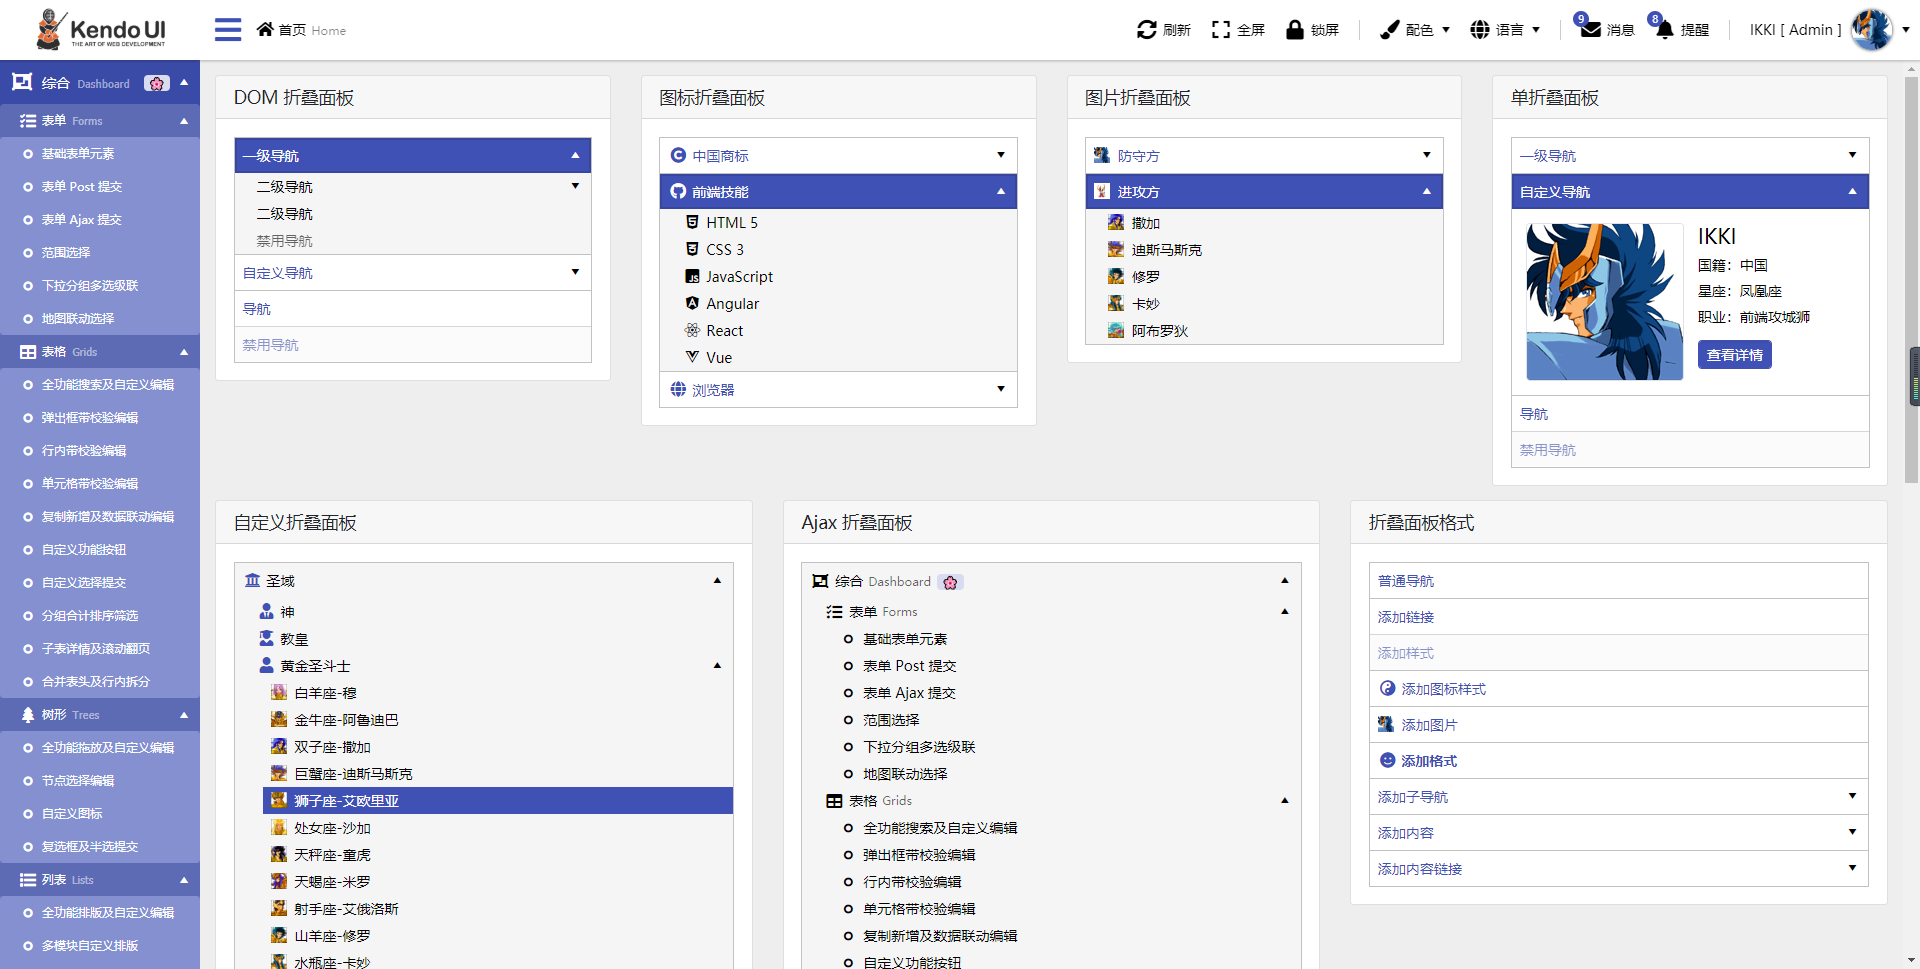 Kendo UI
THE ART OF WEB DEVELOPMENT
首页 Home
刷新
全屏
锁屏
配色
语言
9
消息
8
提醒
IKKI [ Admin ]
综合 Dashboard
表单 Forms
基础表单元素
表单 Post 提交
表单 Ajax 提交
范围选择
下拉分组多选级联
地图联动选择
表格 Grids
全功能搜索及自定义编辑
弹出框带校验编辑
行内带校验编辑
单元格带校验编辑
复制新增及数据联动编辑
自定义功能按钮
自定义选择提交
分组合计排序筛选
子表详情及滚动翻页
合并表头及行内拆分
树形 Trees
全功能拖放及自定义编辑
节点选择编辑
自定义图标
复选框及半选提交
列表 Lists
全功能排版及自定义编辑
多模块自定义排版
DOM 折叠面板
一级导航
二级导航
二级导航
禁用导航
自定义导航
导航
禁用导航
图标折叠面板
中国商标
前端技能
HTML 5
CSS 3
JavaScript
Angular
React
Vue
浏览器
图片折叠面板
防守方
进攻方
撒加
迪斯马斯克
修罗
卡妙
阿布罗狄
单折叠面板
一级导航
自定义导航
IKKI
国籍：中国
星座：凤凰座
职业：前端攻城狮
查看详情
导航
禁用导航
自定义折叠面板
圣域
神
教皇
黄金圣斗士
白羊座-穆
金牛座-阿鲁迪巴
双子座-撒加
巨蟹座-迪斯马斯克
狮子座-艾欧里亚
处女座-沙加
天秤座-童虎
天蝎座-米罗
射手座-艾俄洛斯
山羊座-修罗
水瓶座-卡妙
Ajax 折叠面板
综合 Dashboard
表单 Forms
基础表单元素
表单 Post 提交
表单 Ajax 提交
范围选择
下拉分组多选级联
地图联动选择
表格 Grids
全功能搜索及自定义编辑
弹出框带校验编辑
行内带校验编辑
单元格带校验编辑
复制新增及数据联动编辑
自定义功能按钮
折叠面板格式
普通导航
添加链接
添加样式
添加图标样式
添加图片
添加格式
添加子导航
添加内容
添加内容链接